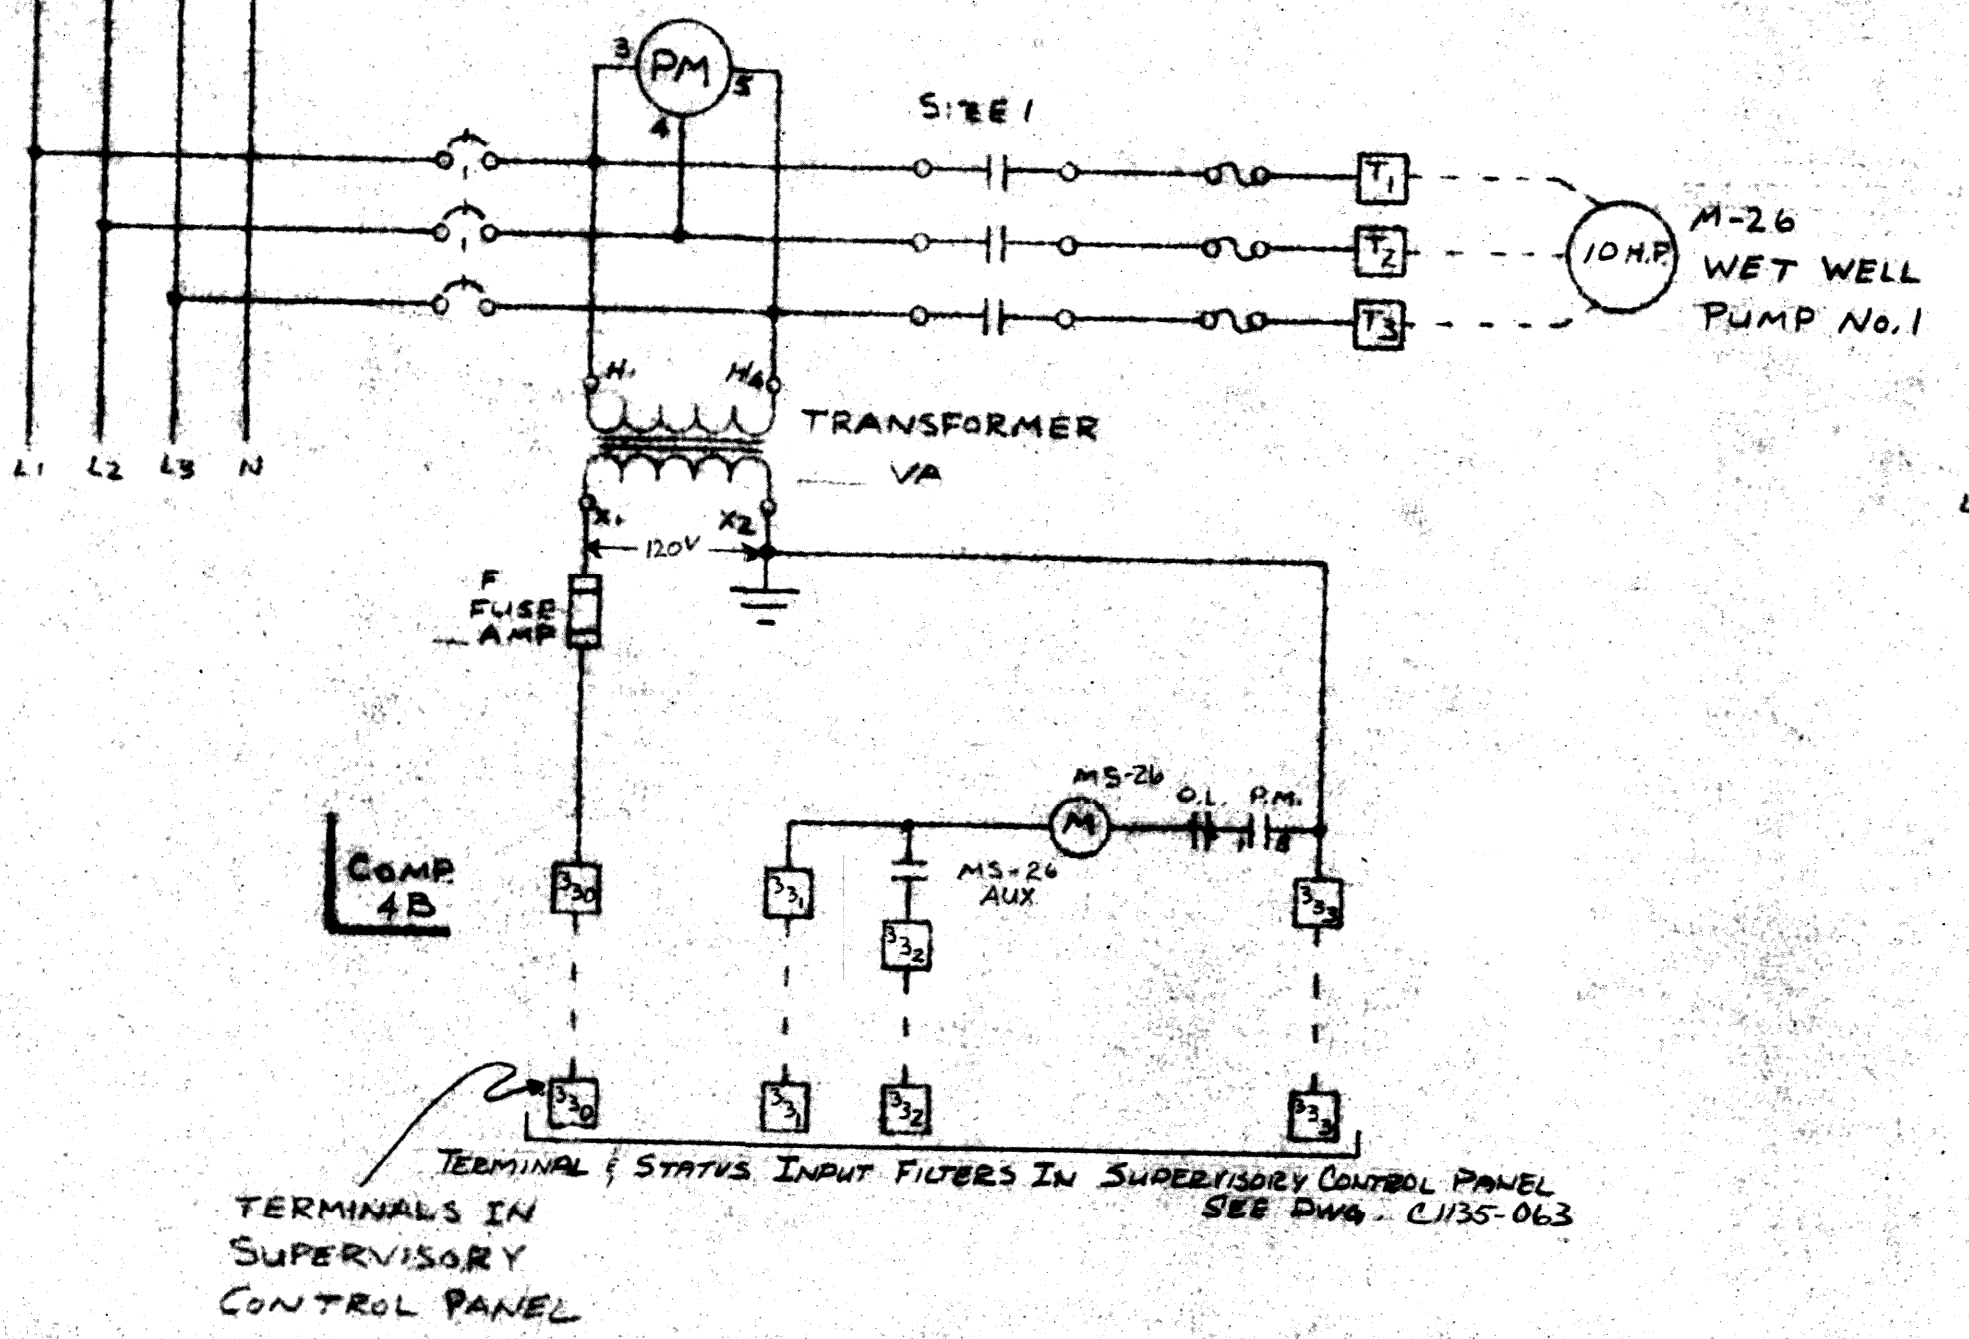 3
PM
5
4
SIZE 1
T1
M-26
T2
10 H.P.
WET WELL
T3
PUMP No. 1
H1
H4
TRANSFORMER
L1 L2 L3 N
VA
X1
X2
120V
F
FUSE
AMP
MS-26
O.L. P.M.
M
COMP.
4B
330
331
MS-26
AUX
332
333
330
331
332
333
TERMINAL & STATUS INPUT FILTERS IN SUPERVISORY CONTROL PANEL
SEE DWG. C1135-063
TERMINALS IN
SUPERVISORY
CONTROL PANEL